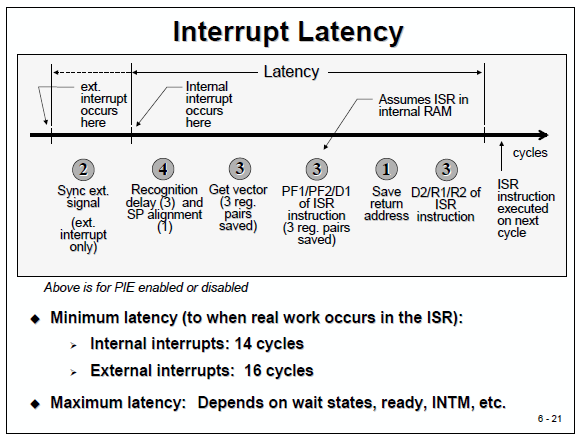 Interrupt Latency
Latency
ext.
interrupt
occurs
here
Internal
interrupt
occurs
here
Assumes ISR in
internal RAM
cycles
2
Sync ext.
signal
(ext.
interrupt
only)
4
Recognition
delay (3) and
SP alignment
(1)
3
Get vector
(3 reg.
pairs
saved)
3
PF1/PF2/D1
of ISR
instruction
(3 reg. pairs
saved)
1
Save
return
address
3
D2/R1/R2 of
ISR
instruction
ISR
instruction
executed
on next
cycle
Above is for PIE enabled or disabled
Minimum latency (to when real work occurs in the ISR):
Internal interrupts: 14 cycles
External interrupts: 16 cycles
Maximum latency: Depends on wait states, ready, INTM, etc.
6 - 21